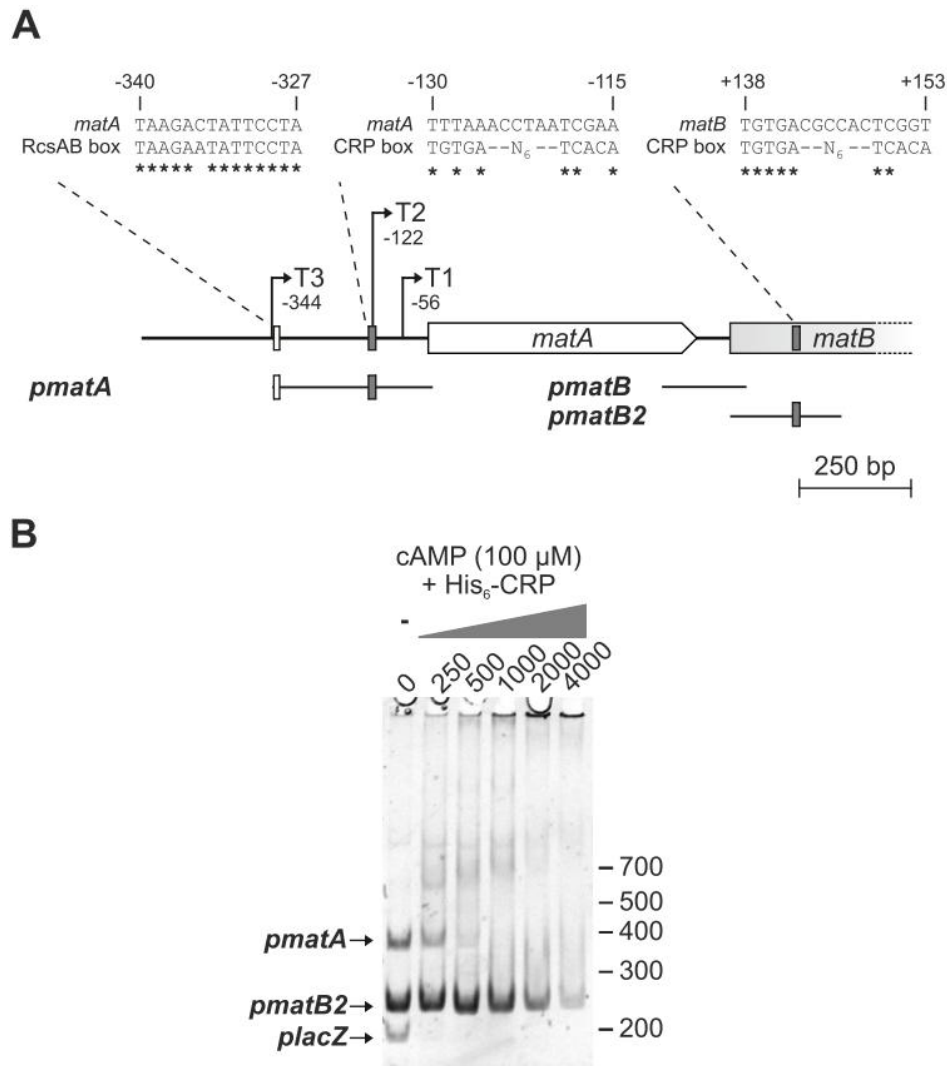 A
-340 -327 -130 -115 +138 +153
matA TAAGACTATTCCTA matA TTTAAACCTAATCGAA matB TGTGACGCCACTCGGT
RcsAB box TAAGAATATTCCTA CRP box TGTGA--N6--TCACA CRP box TGTGA--N6--TCACA
***** ******** * * * ** * ***** **
T2
-122
T3 T1
-344 -56
matA matB
pmatA pmatB
pmatB2
250 bp
B
cAMP (100 µM)
+ His6-CRP
-
0 250 500 1000 2000 4000
700
500
pmatA 400
300
pmatB2
200
placZ